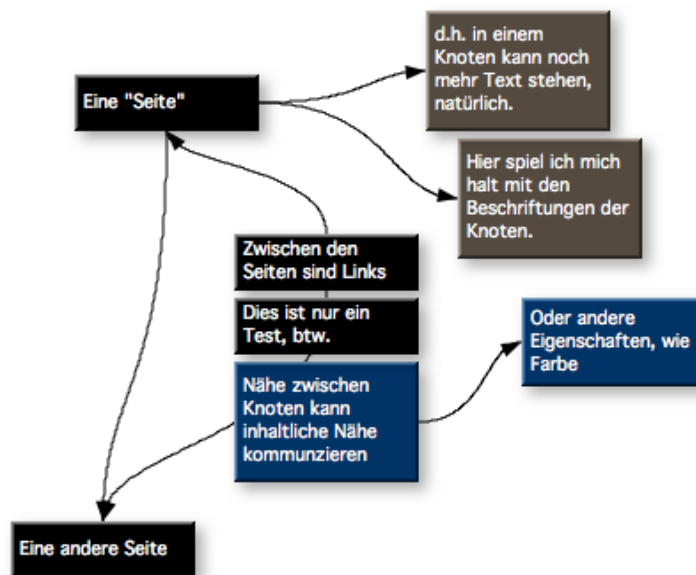 d.h. in einem
Knoten kann noch
mehr Text stehen,
natürlich.
Eine "Seite"
Hier spiel ich mich
halt mit den
Beschriftungen der
Knoten.
Zwischen den
Seiten sind Links
Dies ist nur ein
Test, btw.
Oder andere
Eigenschaften, wie
Farbe
Nähe zwischen
Knoten kann
inhaltliche Nähe
kommunzieren
Eine andere Seite